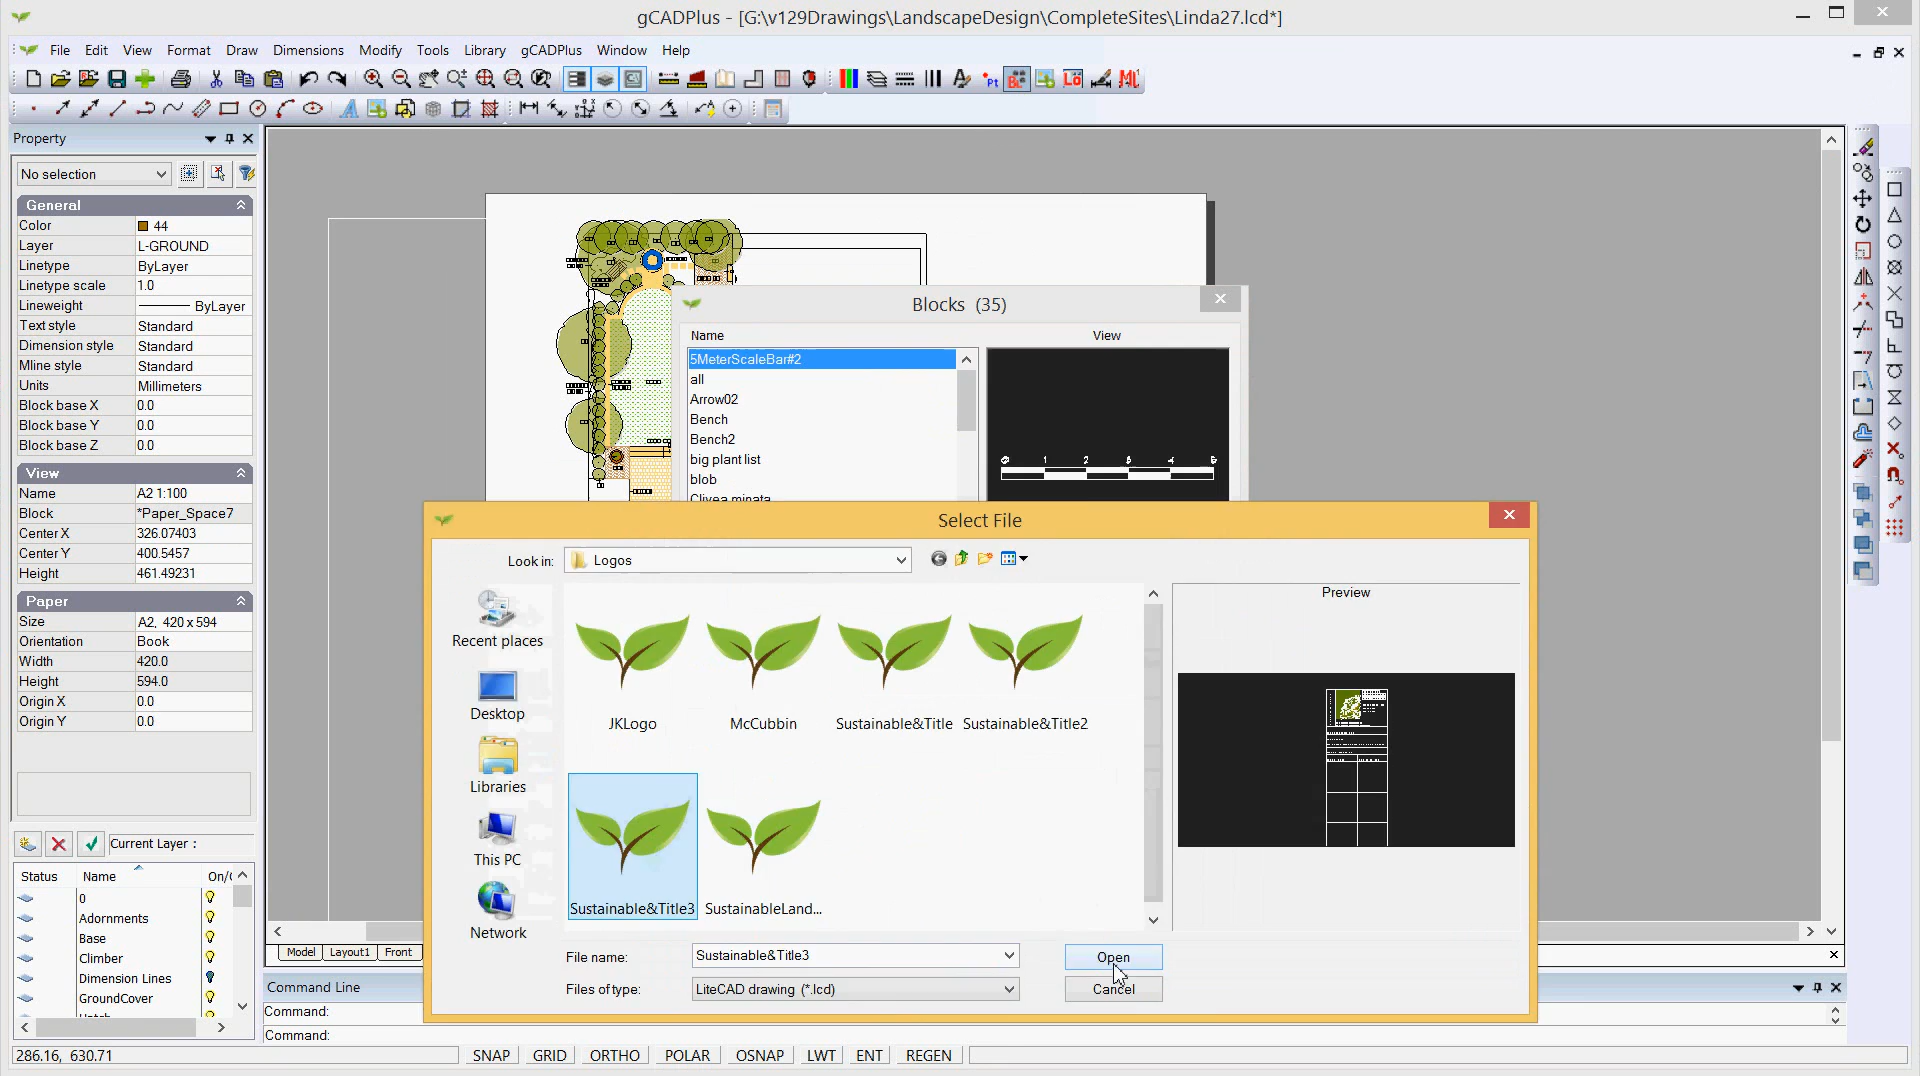 gCADPlus - [G:\v129Drawings\LandscapeDesign\CompleteSites\Linda27.lcd*]
File Edit View Format Draw Dimensions Modify Tools Library gCADPlus Window Help
Property
No selection
General
Color 44
Layer L-GROUND
Linetype ByLayer
Linetype scale 1.0
Lineweight ByLayer
Text style Standard
Dimension style Standard
Mline style Standard
Units Millimeters
Block base X 0.0
Block base Y 0.0
Block base Z 0.0
View
Name A2 1:100
Block *Paper_Space7
Center X 326.07403
Center Y 400.5457
Height 461.49231
Paper
Size A2, 420 x 594
Orientation Book
Width 420.0
Height 594.0
Origin X 0.0
Origin Y 0.0
Current Layer :
Status Name On/(
0
Adornments
Base
Climber
Dimension Lines
GroundCover
Blocks (35)
Name View
5MeterScaleBar#2
all
Arrow02
Bench
Bench2
big plant list
blob
Clivea minata
Select File
Look in: Logos
Recent places
Desktop
Libraries
This PC
Network
JKLogo McCubbin Sustainable&Title Sustainable&Title2
Sustainable&Title3 SustainableLand...
Preview
File name: Sustainable&Title3 Open
Files of type: LiteCAD drawing (*.lcd) Cancel
Model Layout1 Front
Command Line
Command:
Command:
286.16, 630.71 SNAP GRID ORTHO POLAR OSNAP LWT ENT REGEN